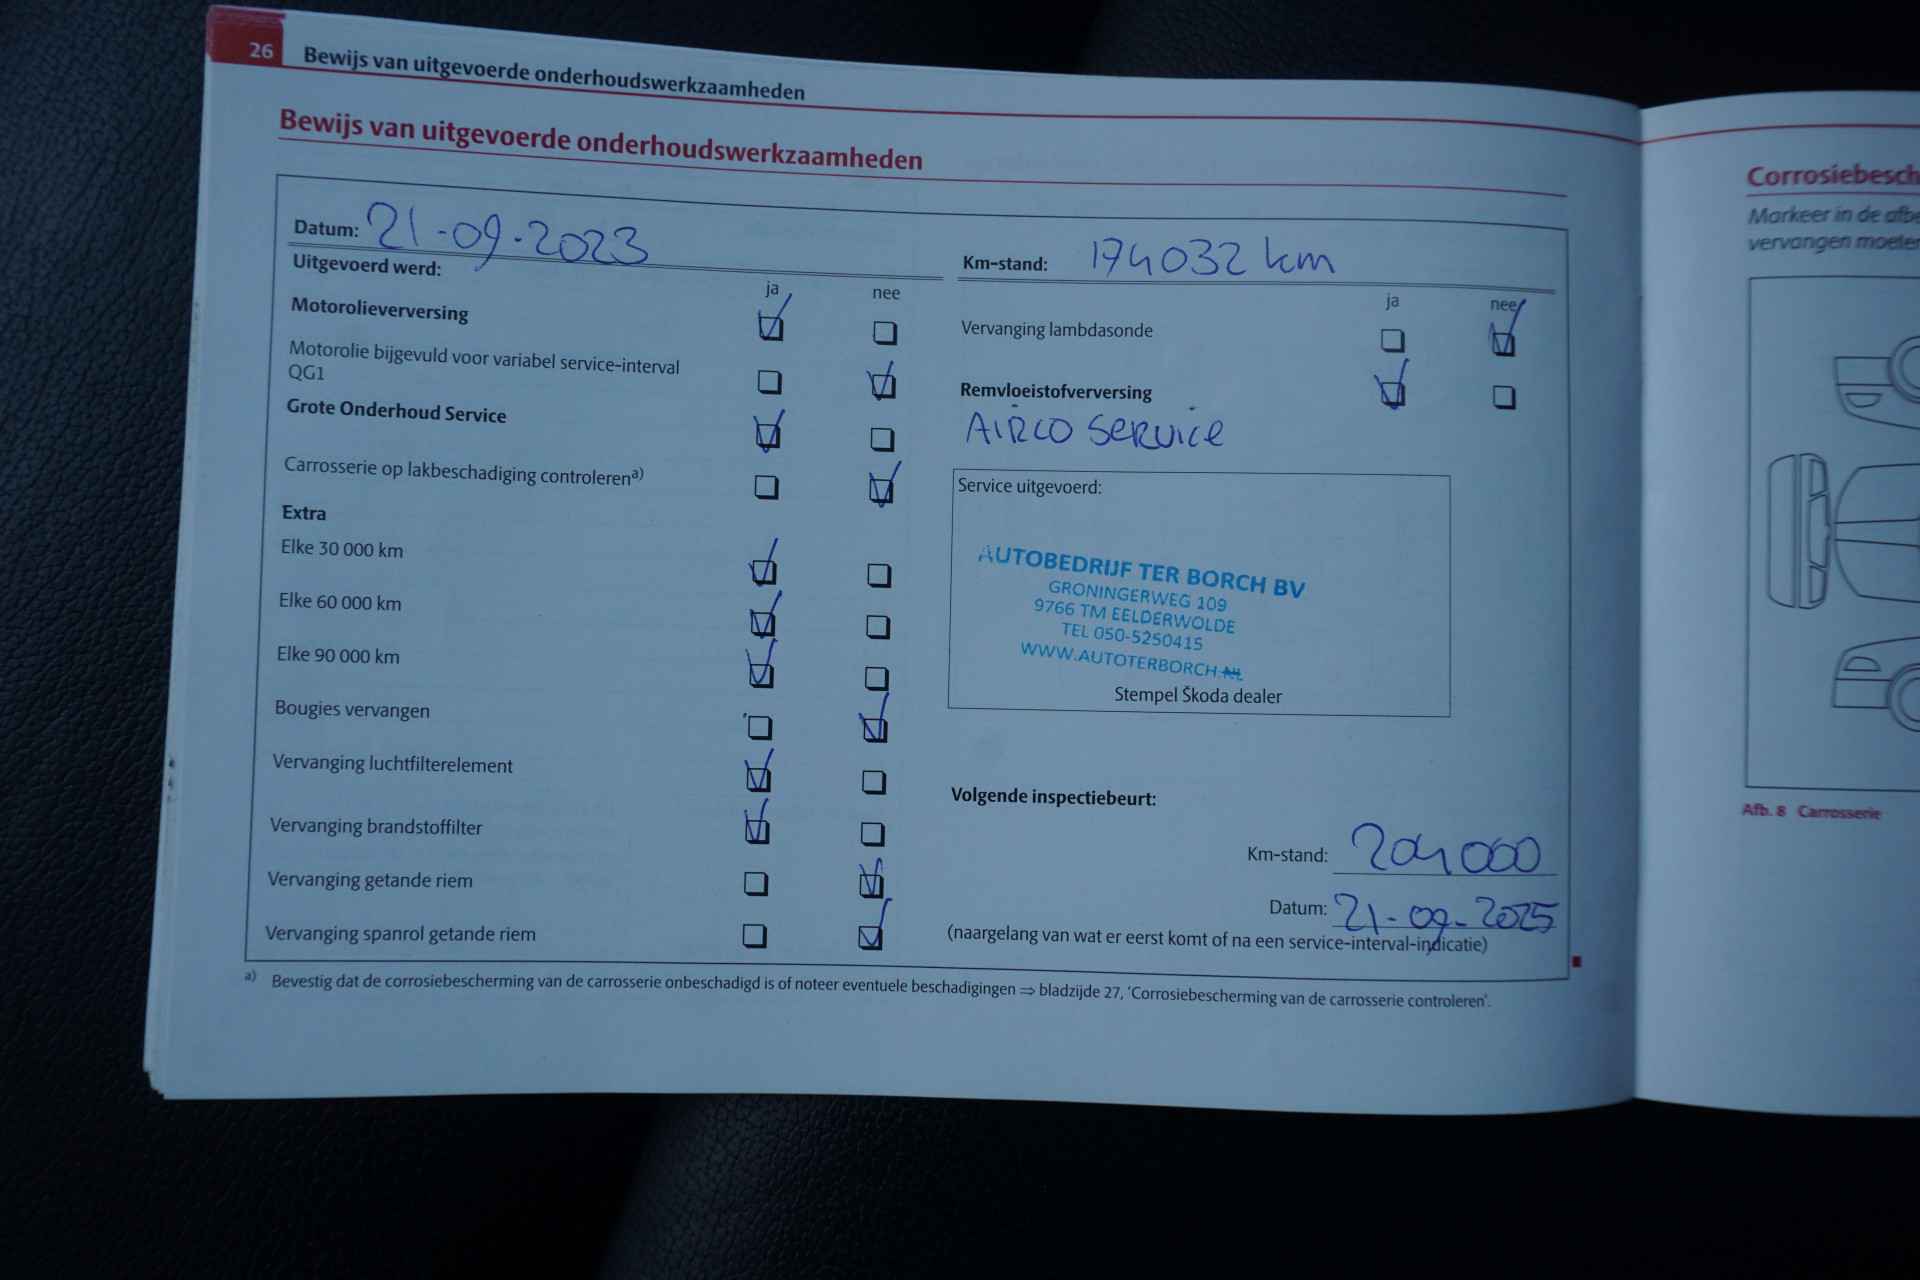 26 Bewijs van uitgevoerde onderhoudswerkzaamheden
Bewijs van uitgevoerde onderhoudswerkzaamheden
Datum: 21-09-2023
Uitgevoerd werd:
ja nee
Motorolieverversing
Motorolie bijgevuld voor variabel service-interval
QG1
Grote Onderhoud Service
Carrosserie op lakbeschadiging controlerena)
Extra
Elke 30 000 km
Elke 60 000 km
Elke 90 000 km
Bougies vervangen
Vervanging luchtfilterelement
Vervanging brandstoffilter
Vervanging getande riem
Vervanging spanrol getande riem
Km-stand: 174032 km
ja nee
Vervanging lambdasonde
Remvloeistofverversing
AIRCO SERVICE
Service uitgevoerd:
AUTOBEDRIJF TER BORCH BV
GRONINGERWEG 109
9766 TM EELDERWOLDE
TEL 050-5250415
WWW.AUTOTERBORCH.NL
Stempel Škoda dealer
Volgende inspectiebeurt:
Km-stand: 204000
Datum: 21-09-2025
(naargelang van wat er eerst komt of na een service-interval-indicatie)
a) Bevestig dat de corrosiebescherming van de carrosserie onbeschadigd is of noteer eventuele beschadigingen ⇒ bladzijde 27, 'Corrosiebescherming van de carrosserie controleren'.
Markeer in de
vervangen
Afb. 8 Carrosserie